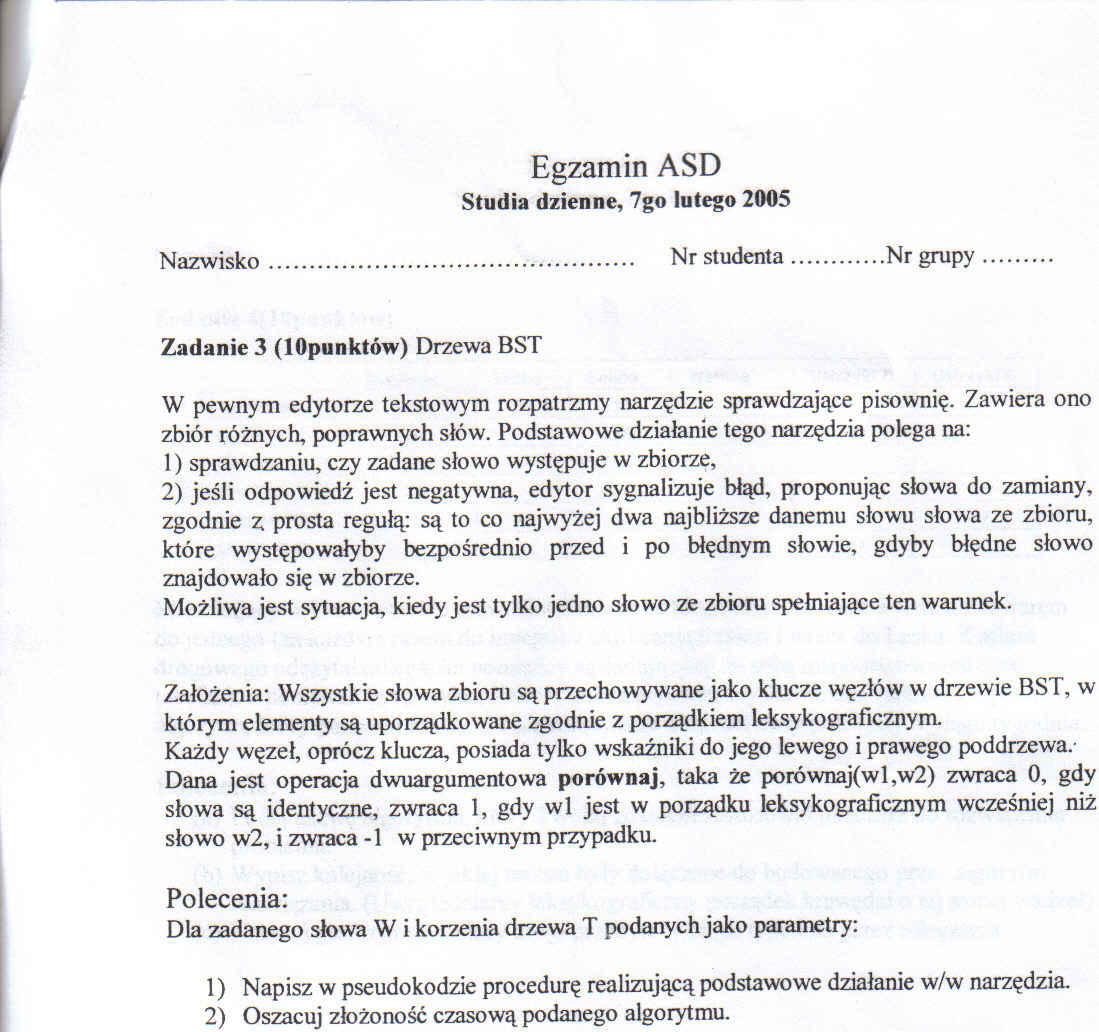 Egzamin ASD
Studia dzienne, 7go lutego 2005
Nazwisko ........................................... Nr studenta ............Nr grupy .........
Zadanie 3 (10punktów) Drzewa BST
W pewnym edytorze tekstowym rozpatrzmy narzędzie sprawdzające pisownię. Zawiera ono
zbiór różnych, poprawnych słów. Podstawowe działanie tego narzędzia polega na:
1) sprawdzaniu, czy zadane słowo występuje w zbiorzę,
2) jeśli odpowiedź jest negatywna, edytor sygnalizuje błąd, proponując słowa do zamiany,
zgodnie z prosta regułą: są to co najwyżej dwa najbliższe danemu słowu słowa ze zbioru,
które występowałyby bezpośrednio przed i po błędnym słowie, gdyby błędne słowo
znajdowało się w zbiorze.
Możliwa jest sytuacja, kiedy jest tylko jedno słowo ze zbioru spełniające ten warunek.
Założenia: Wszystkie słowa zbioru są przechowywane jako klucze węzłów w drzewie BST, w
którym elementy są uporządkowane zgodnie z porządkiem leksykograficznym.
Każdy węzeł, oprócz klucza, posiada tylko wskaźniki do jego lewego i prawego poddrzewa.
Dana jest operacja dwuargumentowa porównaj, taka że porównaj(w1,w2) zwraca 0, gdy
słowa są identyczne, zwraca 1, gdy w1 jest w porządku leksykograficznym wcześniej niż
słowo w2, i zwraca -1 w przeciwnym przypadku.
Polecenia:
Dla zadanego słowa W i korzenia drzewa T podanych jako parametry:
1) Napisz w pseudokodzie procedurę realizującą podstawowe działanie w/w narzędzia.
2) Oszacuj złożoność czasową podanego algorytmu.